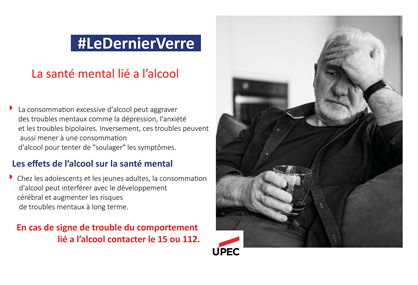 #LeDernierVerre
La santé mental lié a l'alcool
La consommation excessive d'alcool peut aggraver
des troubles mentaux comme la dépression, l'anxiété
et les troubles bipolaires. Inversement, ces troubles peuvent
aussi mener à une consommation
d'alcool pour tenter de "soulager" les symptômes.
Les effets de l'alcool sur la santé mental
Chez les adolescents et les jeunes adultes, la consommation
d'alcool peut interférer avec le développement
cérébral et augmenter les risques
de troubles mentaux à long terme.
En cas de signe de trouble du comportement
lié a l'alcool contacter le 15 ou 112.
UPEC